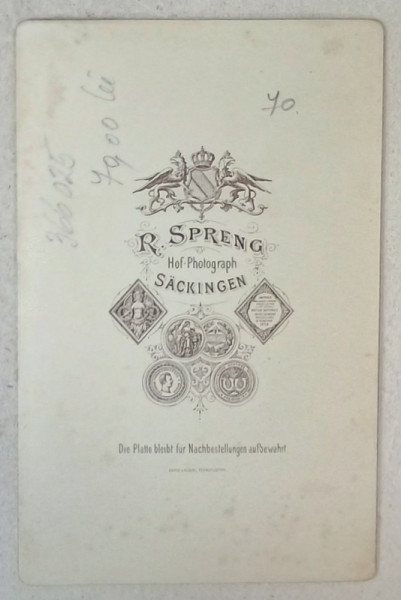 366025
7900 lei
70.
R. SPRENG
Hof-Photograph
SÄCKINGEN
Die Platte bleibt für Nachbestellungen aufbewahrt